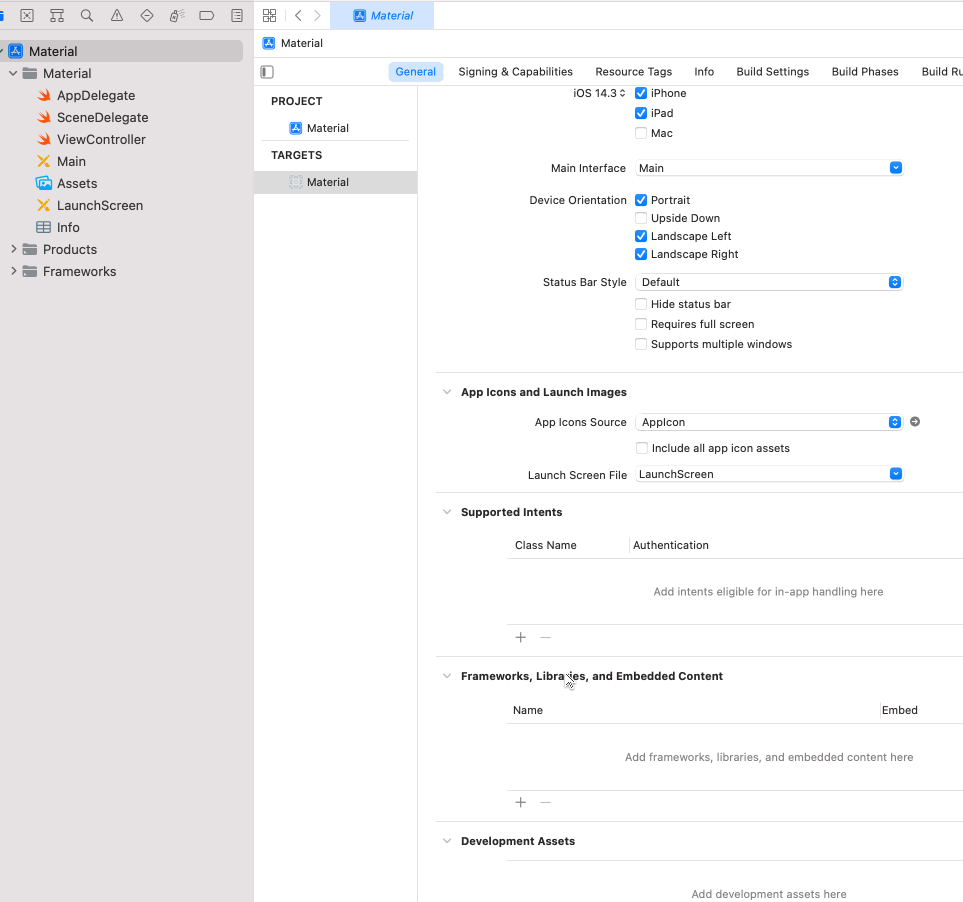 Material
Material
Material
General Signing & Capabilities Resource Tags Info Build Settings Build Phases Build Ru
Material
AppDelegate
SceneDelegate
ViewController
Main
Assets
LaunchScreen
Info
Products
Frameworks
PROJECT
Material
TARGETS
Material
iOS 14.3 iPhone
iPad
Mac
Main Interface Main
Device Orientation Portrait
Upside Down
Landscape Left
Landscape Right
Status Bar Style Default
Hide status bar
Requires full screen
Supports multiple windows
App Icons and Launch Images
App Icons Source AppIcon
Include all app icon assets
Launch Screen File LaunchScreen
Supported Intents
Class Name Authentication
Add intents eligible for in-app handling here
Frameworks, Libraries, and Embedded Content
Name Embed
Add frameworks, libraries, and embedded content here
Development Assets
Add development assets here